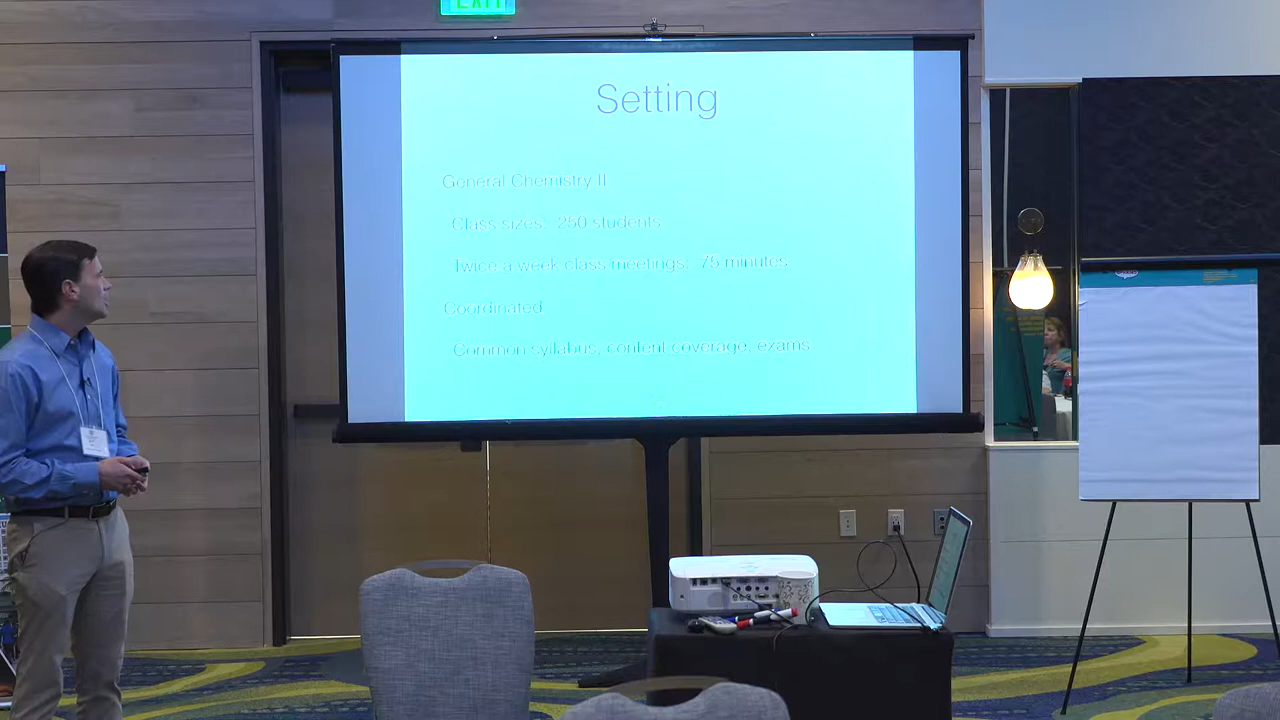 EXIT
Setting
General Chemistry II
Class sizes: 250 students
Twice a week class meetings: 75 minutes
Coordinated
Common syllabus, content coverage, exams